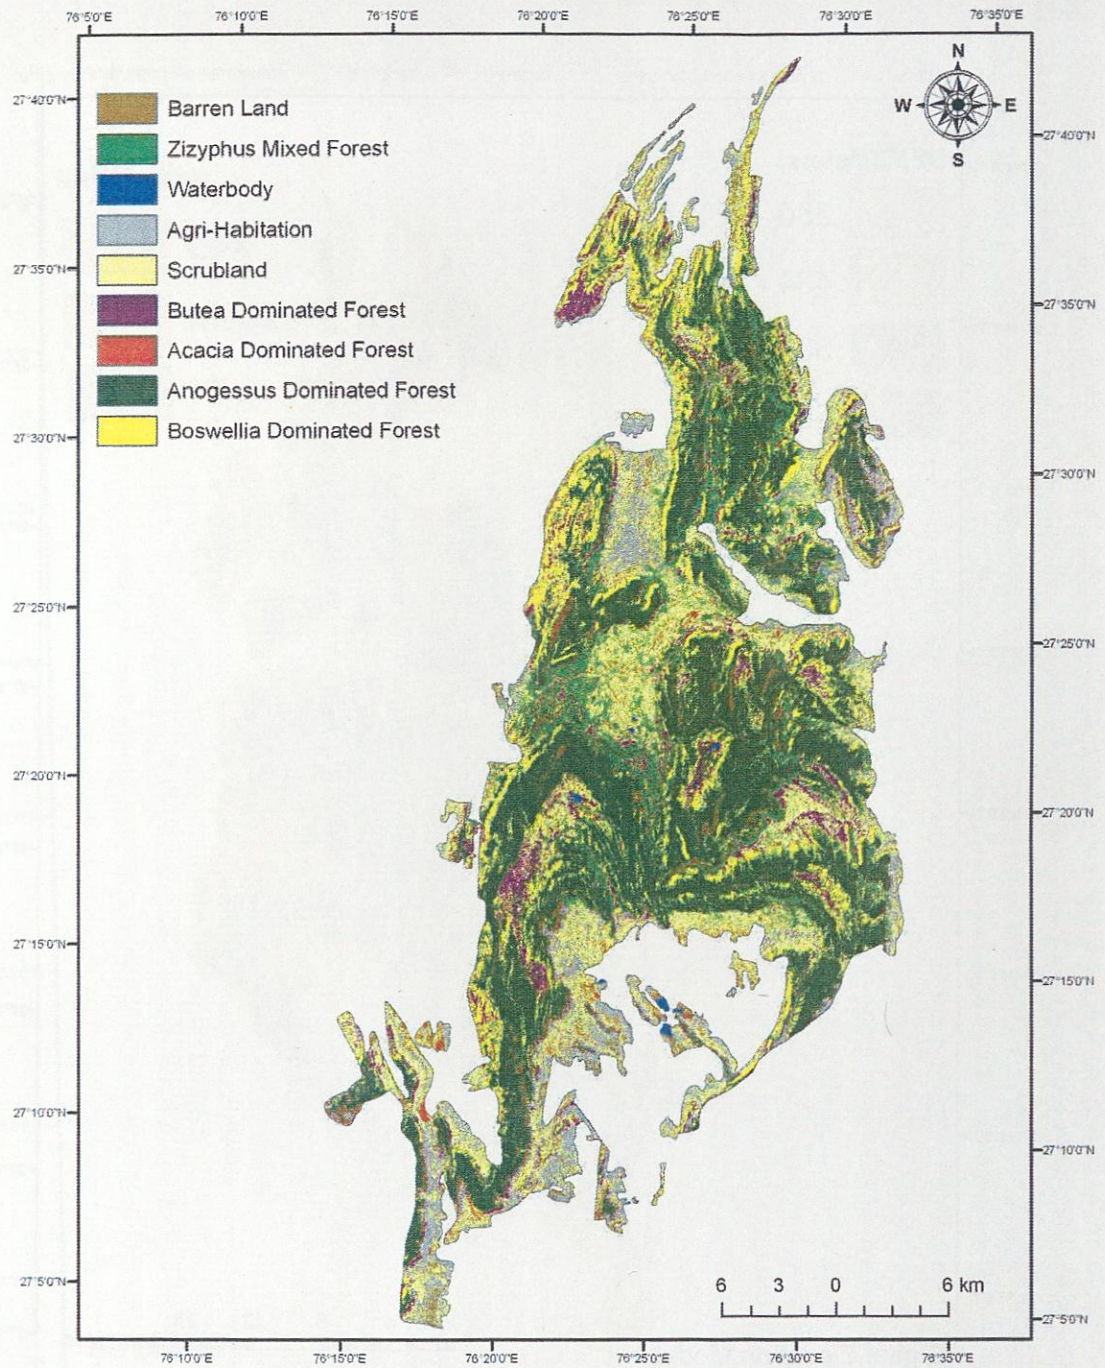 76°5'0"E 76°10'0"E 76°15'0"E 76°20'0"E 76°25'0"E 76°30'0"E 76°35'0"E
N
W E
S
27°40'0"N
27°40'0"N
Barren Land
Zizyphus Mixed Forest
Waterbody
Agri-Habitation
Scrubland
Butea Dominated Forest
Acacia Dominated Forest
Anogessus Dominated Forest
Boswellia Dominated Forest
27°35'0"N
27°35'0"N
27°30'0"N
27°30'0"N
27°25'0"N
27°25'0"N
27°20'0"N
27°20'0"N
27°15'0"N
27°15'0"N
27°10'0"N
27°10'0"N
27°5'0"N
6 3 0 6 km
27°5'0"N
76°10'0"E 76°15'0"E 76°20'0"E 76°25'0"E 76°30'0"E 76°35'0"E